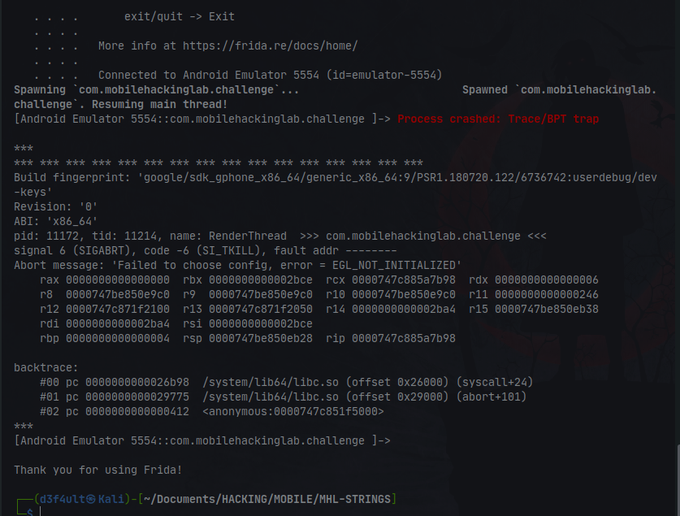 . . . .       exit/quit -> Exit
. . . .
. . . .   More info at https://frida.re/docs/home/
. . . .
. . . .   Connected to Android Emulator 5554 (id=emulator-5554)
Spawning `com.mobilehackinglab.challenge`...                         Spawned `com.mobilehackinglab.
challenge`. Resuming main thread!
[Android Emulator 5554::com.mobilehackinglab.challenge ]-> Process crashed: Trace/BPT trap
***
*** *** *** *** *** *** *** *** *** *** *** *** *** *** *** ***
Build fingerprint: 'google/sdk_gphone_x86_64/generic_x86_64:9/PSR1.180720.122/6736742:userdebug/dev
-keys'
Revision: '0'
ABI: 'x86_64'
pid: 11172, tid: 11214, name: RenderThread  >>> com.mobilehackinglab.challenge <<<
signal 6 (SIGABRT), code -6 (SI_TKILL), fault addr --------
Abort message: 'Failed to choose config, error = EGL_NOT_INITIALIZED'
    rax 0000000000000000  rbx 0000000000002bce  rcx 0000747c885a7b98  rdx 0000000000000006
    r8  0000747be850e9c0  r9  0000747be850e9c0  r10 0000747be850e9c0  r11 0000000000000246
    r12 0000747c871f2100  r13 0000747c871f2050  r14 0000000000002ba4  r15 0000747be850eb38
    rdi 0000000000002ba4  rsi 0000000000002bce
    rbp 0000000000000004  rsp 0000747be850eb28  rip 0000747c885a7b98
backtrace:
    #00 pc 0000000000026b98  /system/lib64/libc.so (offset 0x26000) (syscall+24)
    #01 pc 0000000000029775  /system/lib64/libc.so (offset 0x29000) (abort+101)
    #02 pc 0000000000000412  <anonymous:0000747c851f5000>
***
[Android Emulator 5554::com.mobilehackinglab.challenge ]->
Thank you for using Frida!
┌──(d3f4ult㉿Kali)-[~/Documents/HACKING/MOBILE/MHL-STRINGS]
└─$